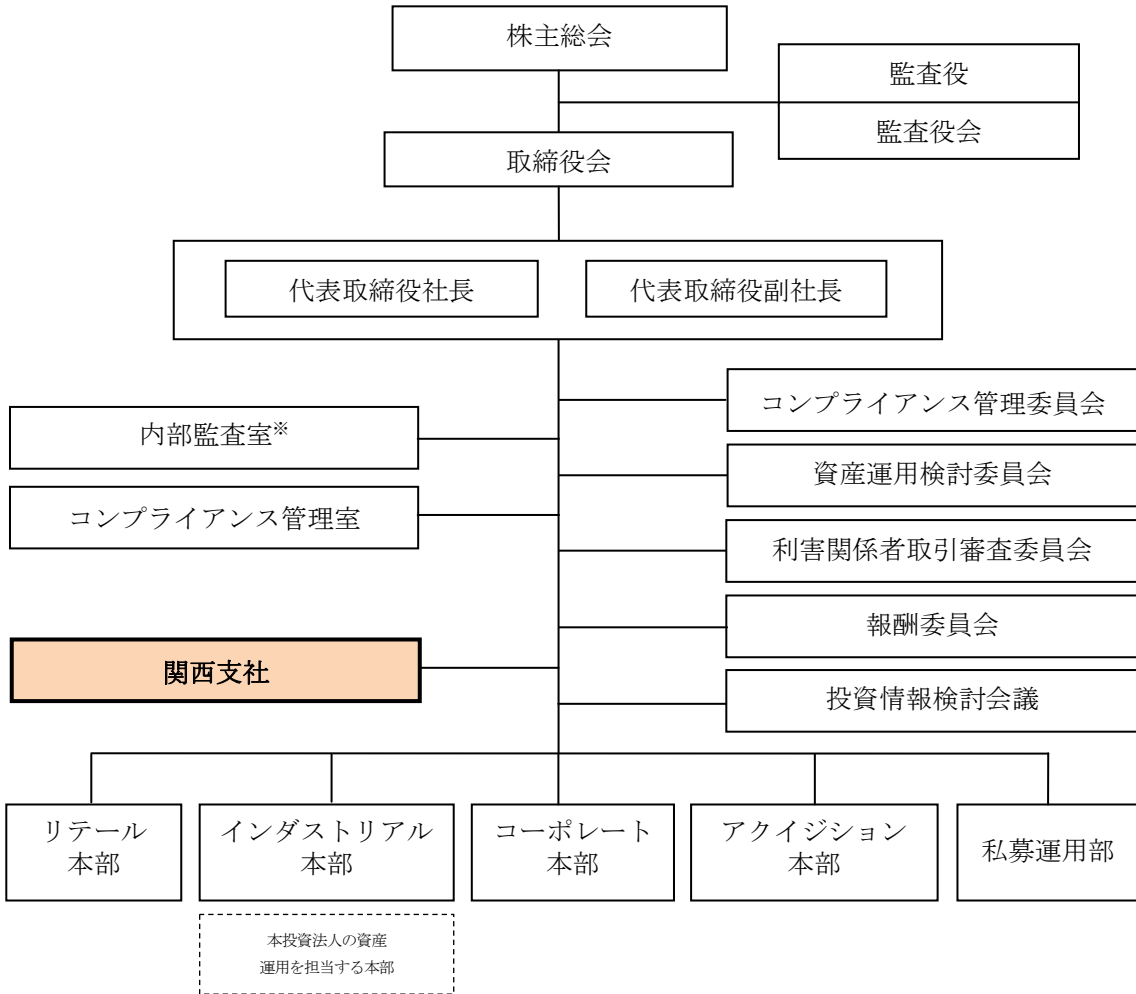 株主総会
監査役
監査役会
取締役会
代表取締役社長
代表取締役副社長
コンプライアンス管理委員会
内部監査室※
資産運用検討委員会
コンプライアンス管理室
利害関係者取引審査委員会
報酬委員会
関西支社
投資情報検討会議
リテール
本部
インダストリアル
本部
コーポレート
本部
アクイジション
本部
私募運用部
本投資法人の資産
運用を担当する本部